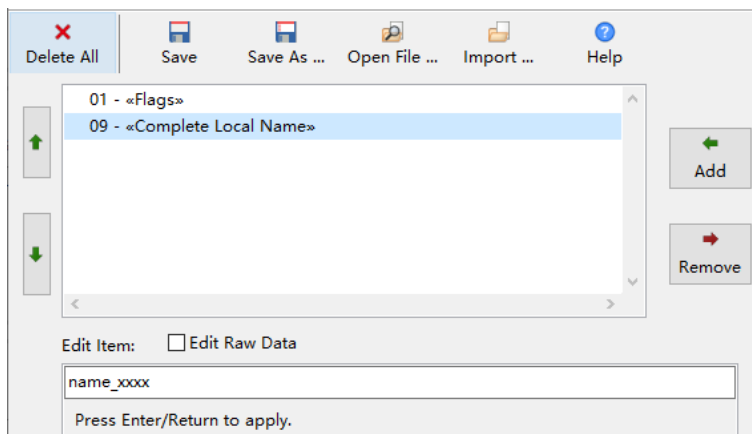 Delete All
Save
Save As ...
Open File ...
Import ...
Help
01 - «Flags»
09 - «Complete Local Name»
Add
Remove
Edit Item:
Edit Raw Data
name_xxxx
Press Enter/Return to apply.